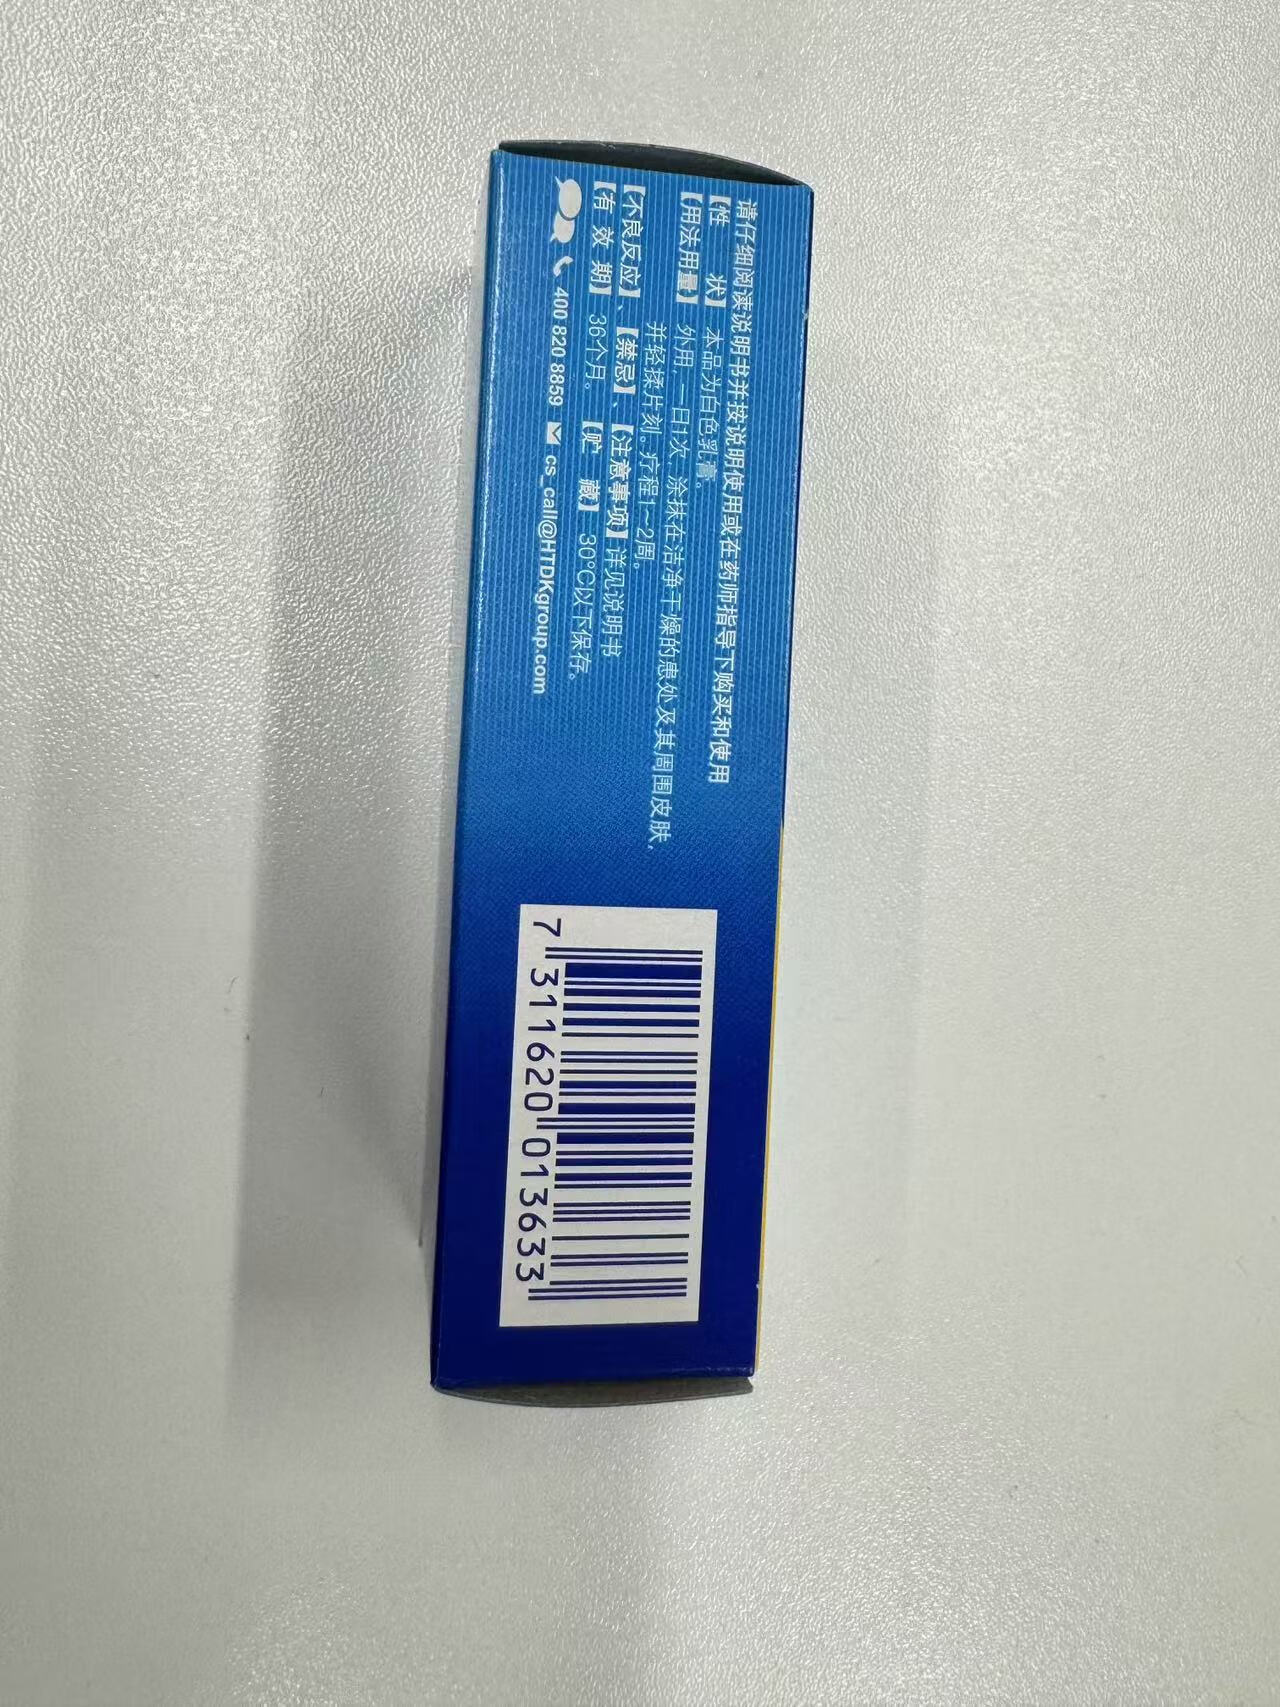 请仔细阅读说明书并按说明使用或在药师指导下购买和使用
【性 状】 本品为白色乳膏。
【用法用量】 外用,一日1次,涂抹在洁净干燥的患处及其周围皮肤,
并轻揉片刻。疗程1~2周。
【不良反应】、【禁忌】、【注意事项】详见说明书
【有 效 期】 36个月。 【贮 藏】 30°C以下保存。
400 820 8859 cs_call@HTDKgroup.com
7 311620 013633